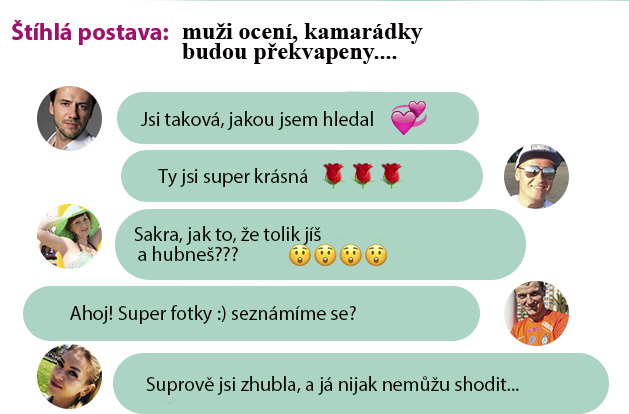 Štíhlá postava: muži ocení, kamarádky
budou překvapeny....
Jsi taková, jakou jsem hledal 💞
Ty jsi super krásná 🌹🌹🌹
Sakra, jak to, že tolik jíš
a hubneš??? 😲😲😲😲
Ahoj! Super fotky :) seznámíme se?
Suprově jsi zhubla, a já nijak nemůžu shodit...